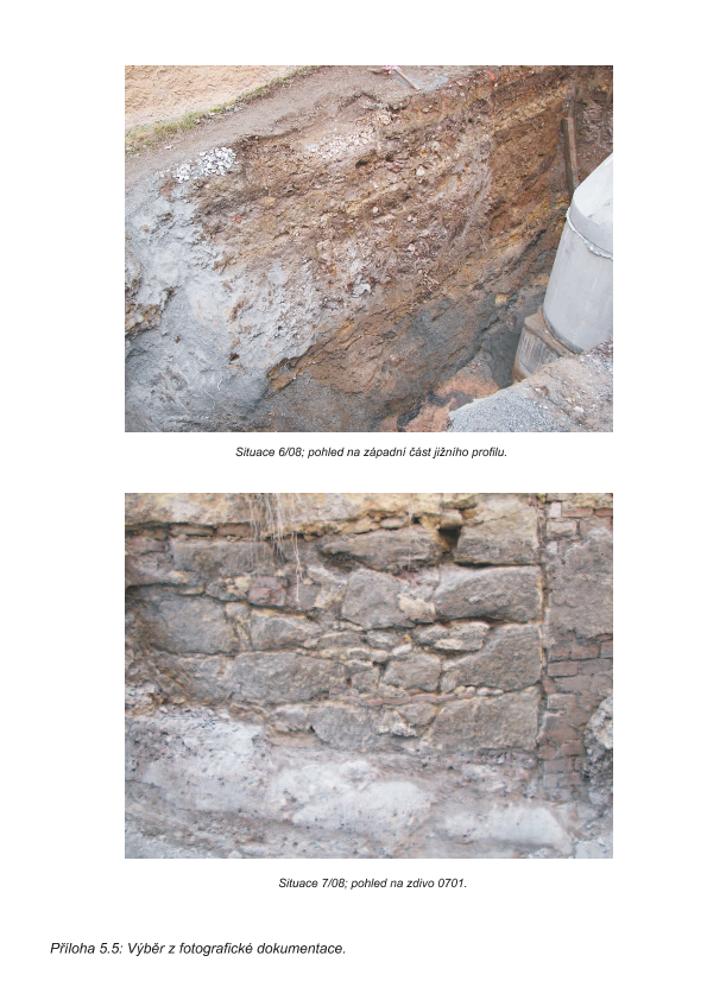 Situace 6/08; pohled na západní část jižního profilu.
Situace 7/08; pohled na zdivo 0701.
Příloha 5.5: Výběr z fotografické dokumentace.